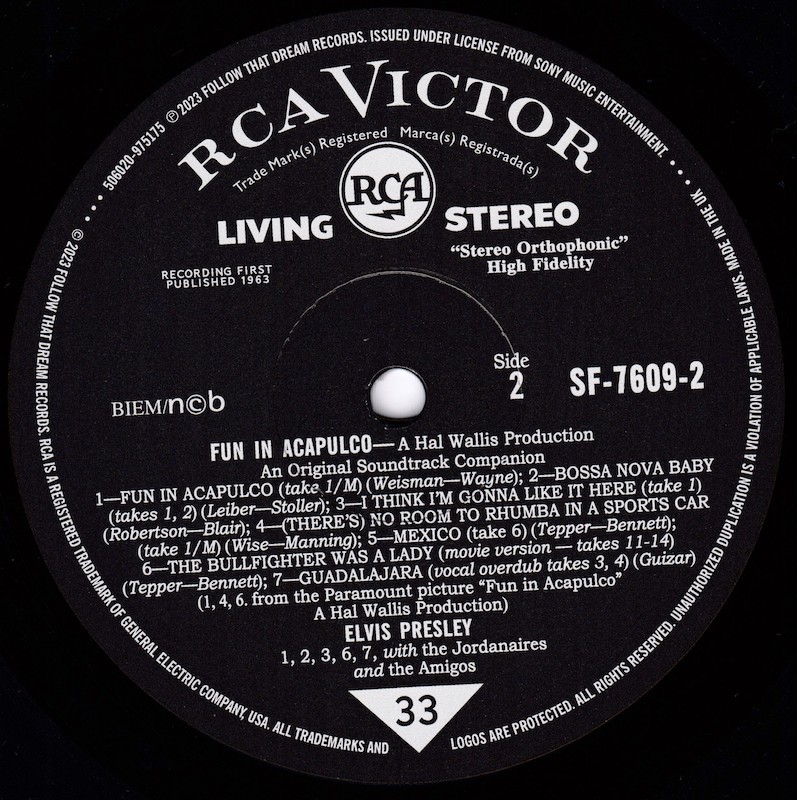 506020-975175 ℗ 2023 FOLLOW THAT DREAM RECORDS. ISSUED UNDER LICENSE FROM SONY MUSIC ENTERTAINMENT.
RCA VICTOR
Trade Mark(s) Registered Marca(s) Registrada(s)
RCA
LIVING STEREO
"Stereo Orthophonic"
High Fidelity
RECORDING FIRST
PUBLISHED 1963
Side
2
SF-7609-2
BIEM/n©b
FUN IN ACAPULCO—A Hal Wallis Production
An Original Soundtrack Companion
1—FUN IN ACAPULCO (take 1/M) (Weisman—Wayne); 2—BOSSA NOVA BABY
(takes 1, 2) (Leiber—Stoller); 3—I THINK I'M GONNA LIKE IT HERE (take 1)
(Robertson—Blair); 4—(THERE'S) NO ROOM TO RHUMBA IN A SPORTS CAR
(take 1/M) (Wise—Manning); 5—MEXICO (take 6) (Tepper—Bennett);
6—THE BULLFIGHTER WAS A LADY (movie version — takes 11-14)
(Tepper—Bennett); 7—GUADALAJARA (vocal overdub takes 3, 4) (Guizar)
(1, 4, 6. from the Paramount picture "Fun in Acapulco"
A Hal Wallis Production)
ELVIS PRESLEY
1, 2, 3, 6, 7, with the Jordanaires
and the Amigos
33
© 2023 FOLLOW THAT DREAM RECORDS. RCA IS A REGISTERED TRADEMARK OF GENERAL ELECTRIC COMPANY, USA. ALL TRADEMARKS AND LOGOS ARE PROTECTED. ALL RIGHTS RESERVED. UNAUTHORIZED DUPLICATION IS A VIOLATION OF APPLICABLE LAWS. MADE IN THE UK